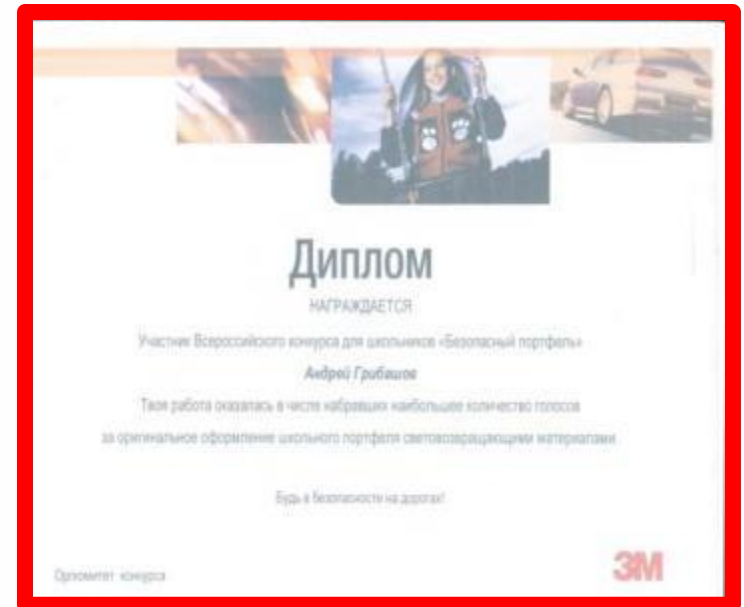 Диплом
НАГРАЖДАЕТСЯ
Участник Всероссийского конкурса для школьников «Безопасный портфель»
Андрей Грибашов
Твоя работа оказалась в числе набравших наибольшее количество голосов
за оригинальное оформление школьного портфеля световозвращающими материалами.
Будь в безопасности на дорогах!
3M
Оргкомитет конкурса